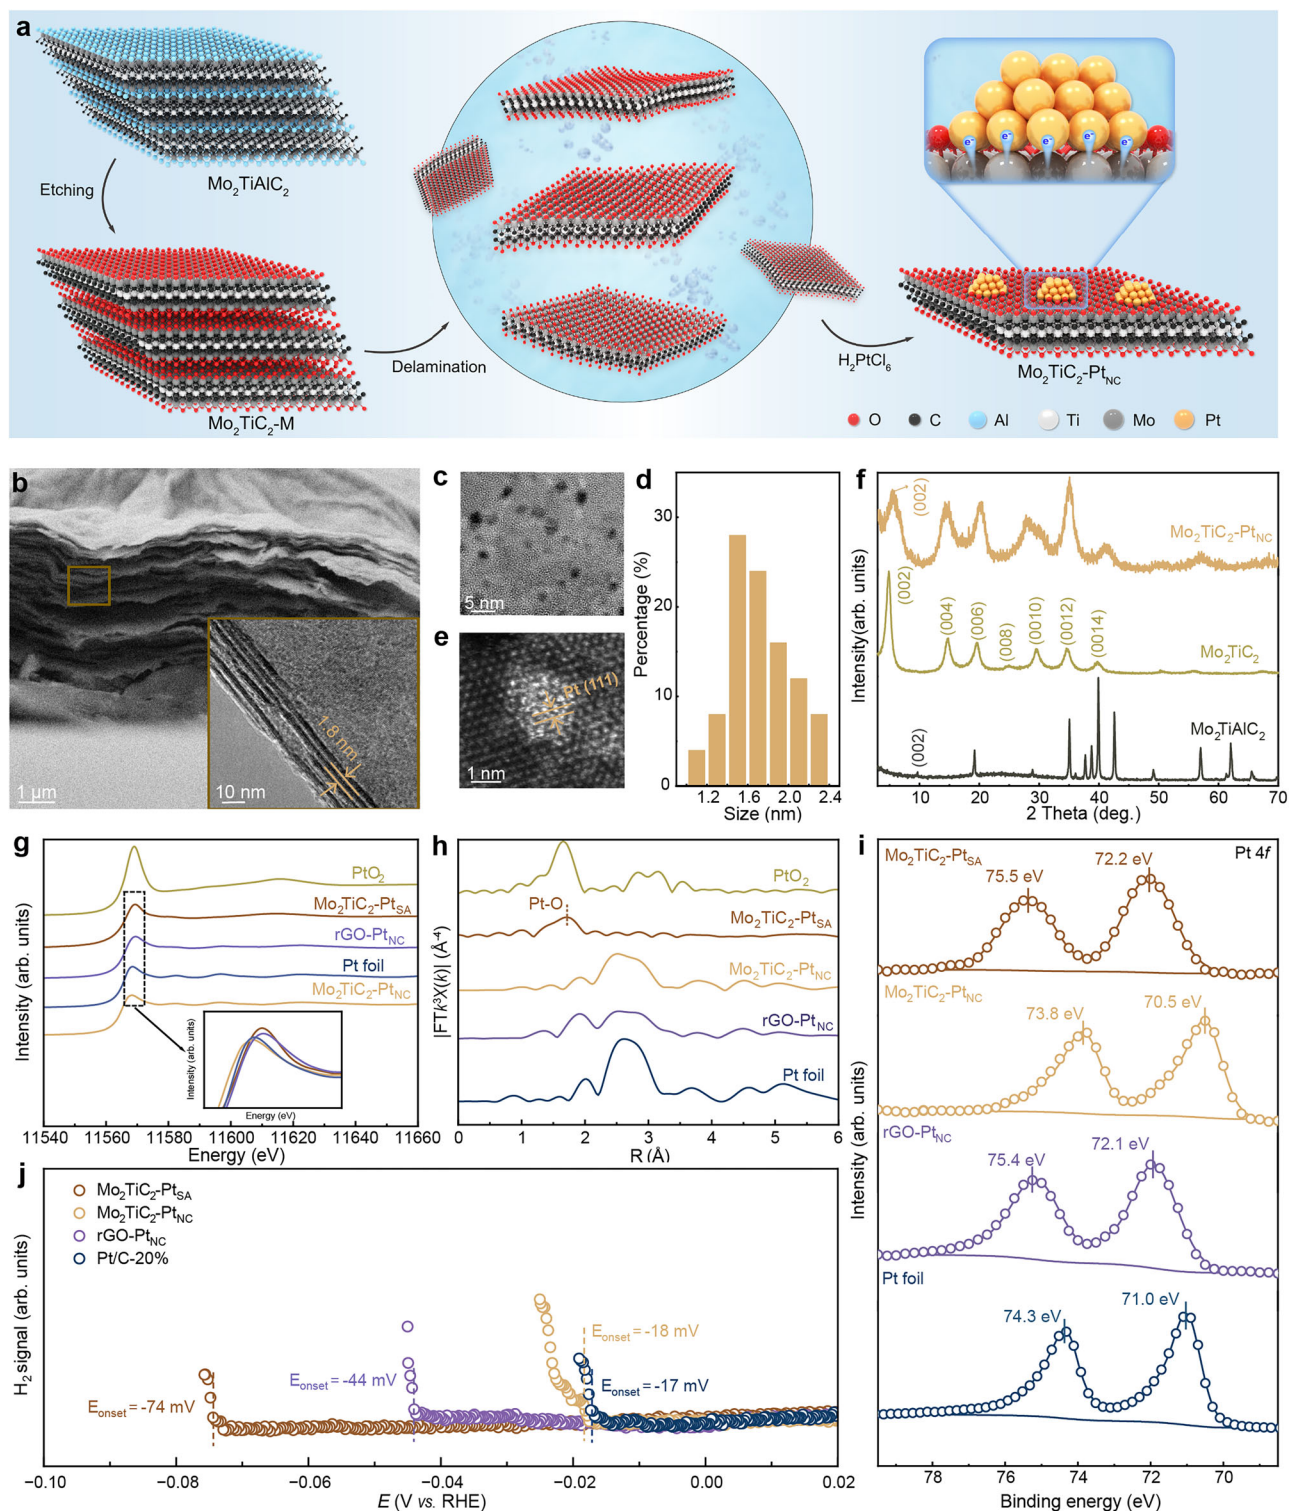 a
Mo2TiAlC2
Etching
Mo2TiC2-M
Delamination
H2PtCl6
e-
e-
e-
e-
e-
Mo2TiC2-PtNC
O C Al Ti Mo Pt
b
1.8 nm
1 μm
10 nm
c
5 nm
e
Pt (111)
1 nm
d
Percentage (%)
30
20
10
0
1.2 1.6 2.0 2.4
Size (nm)
f
Intensity(arb. units)
(002)
Mo2TiC2-PtNC
(002)
(004)
(006)
(008)
(0010)
(0012)
(0014)
Mo2TiC2
(002)
Mo2TiAlC2
10 20 30 40 50 60 70
2 Theta (deg.)
g
Intensity (arb. units)
PtO2
Mo2TiC2-PtSA
rGO-PtNC
Pt foil
Mo2TiC2-PtNC
Intensity (arb. units)
Energy (eV)
11540 11560 11580 11600 11620 11640 11660
Energy (eV)
h
|FTk3X(k)| (Å-4)
PtO2
Pt-O
Mo2TiC2-PtSA
Mo2TiC2-PtNC
rGO-PtNC
Pt foil
0 1 2 3 4 5 6
R (Å)
i
Intensity (arb. units)
Pt 4f
Mo2TiC2-PtSA
75.5 eV
72.2 eV
Mo2TiC2-PtNC
73.8 eV
70.5 eV
rGO-PtNC
75.4 eV
72.1 eV
Pt foil
74.3 eV
71.0 eV
78 76 74 72 70
Binding energy (eV)
j
H2 signal (arb. units)
Mo2TiC2-PtSA
Mo2TiC2-PtNC
rGO-PtNC
Pt/C-20%
Eonset = -74 mV
Eonset = -44 mV
Eonset = -18 mV
Eonset = -17 mV
−0.10 −0.08 −0.06 −0.04 −0.02 0.00 0.02
E (V vs. RHE)